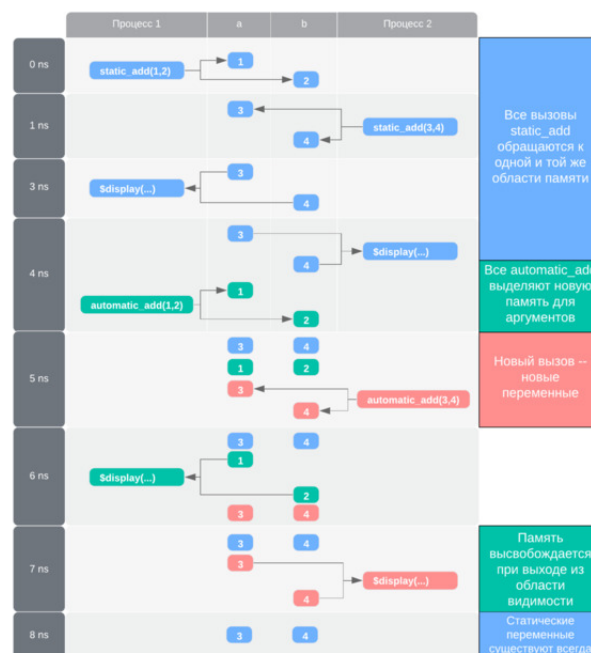 Процесс 1 a b Процесс 2
0 ns
static_add(1,2)
1
2
1 ns
3
4
static_add(3,4)
Все вызовы
static_add
обращаются к
одной и той же
области памяти
3 ns
$display(...)
3
4
4 ns
3
4
$display(...)
automatic_add(1,2)
1
2
Все automatic_add
выделяют новую
память для
аргументов
5 ns
3 4
1 2
3
4
automatic_add(3,4)
Новый вызов --
новые
переменные
6 ns
3 4
1
$display(...)
2
3 4
7 ns
3 4
3
$display(...)
4
Память
высвобождается
при выходе из
области
видимости
8 ns
3 4
Статические
переменные
существуют всегда